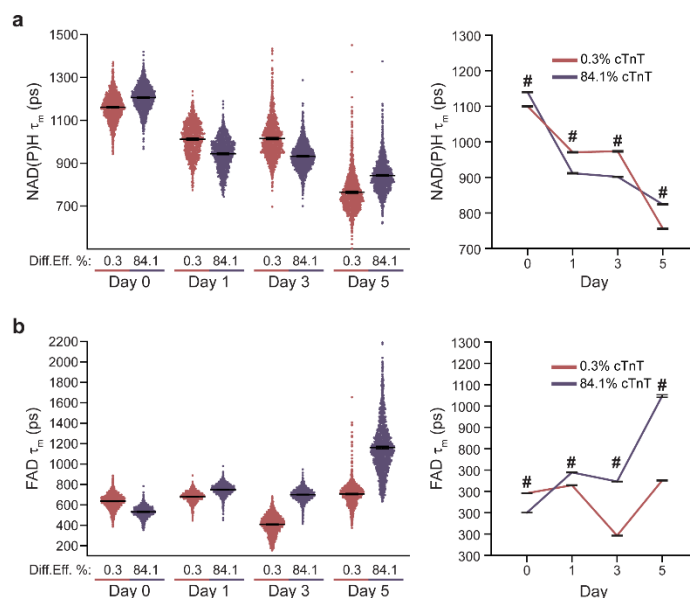 a
1500
1300
1100
900
700
NAD(P)H τm (ps)
Diff.Eff. %: 0.3 84.1 0.3 84.1 0.3 84.1 0.3 84.1
Day 0 Day 1 Day 3 Day 5
1300
1200
1100
1000
900
800
700
NAD(P)H τm (ps)
0.3% cTnT
84.1% cTnT
# # # #
0 1 3 5
Day
b
2200
2000
1800
1600
1400
1200
1000
800
600
400
200
FAD τm (ps)
Diff.Eff. %: 0.3 84.1 0.3 84.1 0.3 84.1 0.3 84.1
Day 0 Day 1 Day 3 Day 5
1300
1100
1000
300
300
300
300
FAD τm (ps)
0.3% cTnT
84.1% cTnT
# # # #
0 1 3 5
Day